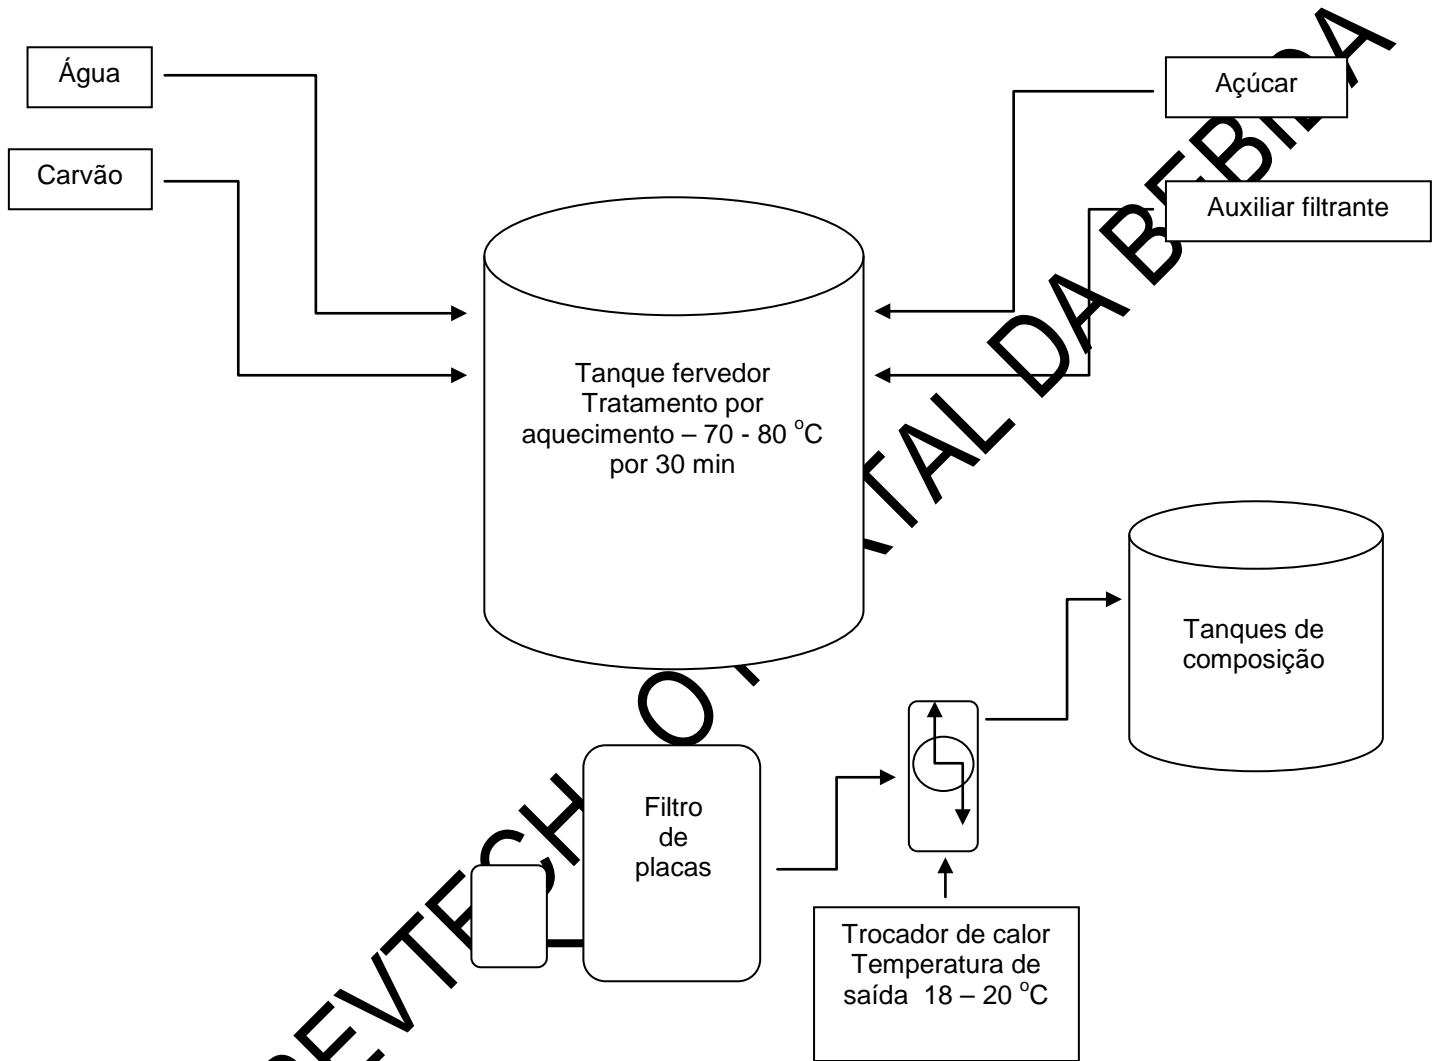 Água
Açúcar
Carvão
Auxiliar filtrante
Tanque fervedor
Tratamento por
aquecimento – 70 - 80 °C
por 30 min
Tanques de
composição
Filtro
de
placas
Trocador de calor
Temperatura de
saída 18 – 20 °C
DA